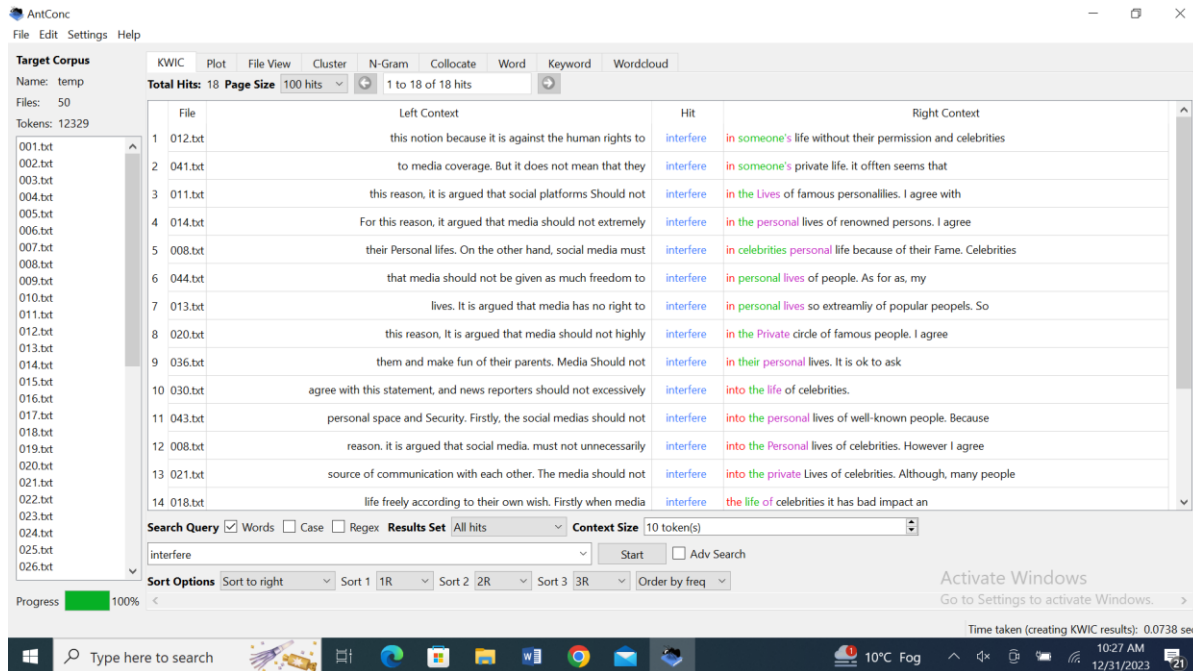 AntConc
File Edit Settings Help
Target Corpus
Name: temp
Files: 50
Tokens: 12329
001.txt
002.txt
003.txt
004.txt
005.txt
006.txt
007.txt
008.txt
009.txt
010.txt
011.txt
012.txt
013.txt
014.txt
015.txt
016.txt
017.txt
018.txt
019.txt
020.txt
021.txt
022.txt
023.txt
024.txt
025.txt
026.txt
Progress 100%
KWIC Plot File View Cluster N-Gram Collocate Word Keyword Wordcloud
Total Hits: 18 Page Size 100 hits 1 to 18 of 18 hits
File Left Context Hit Right Context
1 012.txt this notion because it is against the human rights to interfere in someone's life without their permission and celebrities
2 041.txt to media coverage. But it does not mean that they interfere in someone's private life. it offten seems that
3 011.txt this reason, it is argued that social platforms Should not interfere in the Lives of famous personalilies. I agree with
4 014.txt For this reason, it argued that media should not extremely interfere in the personal lives of renowned persons. I agree
5 008.txt their Personal lifes. On the other hand, social media must interfere in celebrities personal life because of their Fame. Celebrities
6 044.txt that media should not be given as much freedom to interfere in personal lives of people. As for as, my
7 013.txt lives. It is argued that media has no right to interfere in personal lives so extreamliy of popular peopels. So
8 020.txt this reason, It is argued that media should not highly interfere in the Private circle of famous people. I agree
9 036.txt them and make fun of their parents. Media Should not interfere in their personal lives. It is ok to ask
10 030.txt agree with this statement, and news reporters should not excessively interfere into the life of celebrities.
11 043.txt personal space and Security. Firstly, the social medias should not interfere into the personal lives of well-known people. Because
12 008.txt reason. it is argued that social media. must not unnecessarily interfere into the Personal lives of celebrities. However I agree
13 021.txt source of communication with each other. The media should not interfere into the private Lives of celebrities. Although, many people
14 018.txt life freely according to their own wish. Firstly when media interfere the life of celebrities it has bad impact an
Search Query Words Case Regex Results Set All hits Context Size 10 token(s)
interfere Start Adv Search
Sort Options Sort to right Sort 1 1R Sort 2 2R Sort 3 3R Order by freq
Activate Windows
Go to Settings to activate Windows.
Time taken (creating KWIC results): 0.0738 sec
Type here to search
1
10°C Fog
10:27 AM
12/31/2023
21